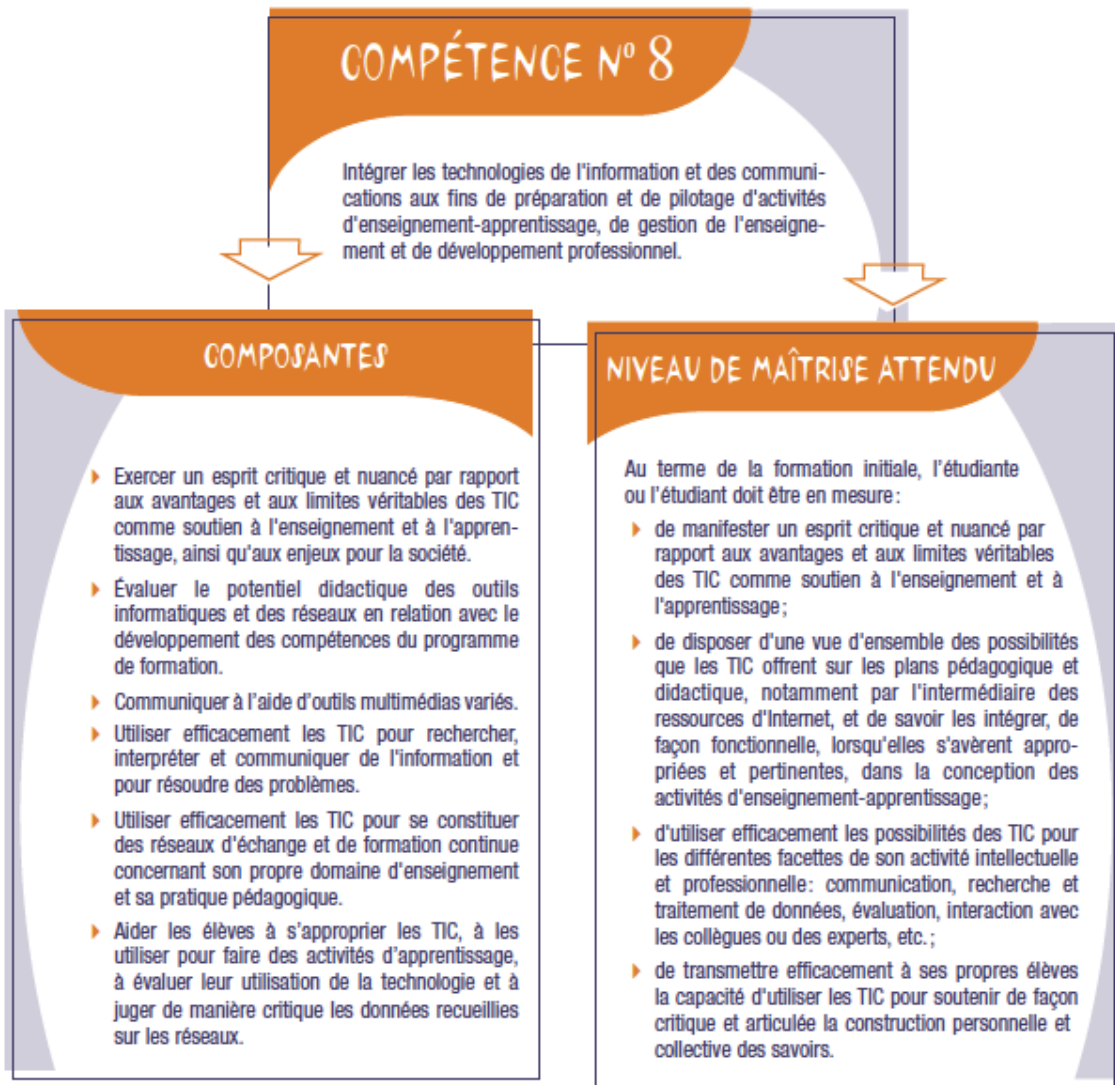 COMPÉTENCE Nº 8
Intégrer les technologies de l'information et des communi-
cations aux fins de préparation et de pilotage d'activités
d'enseignement-apprentissage, de gestion de l'enseigne-
ment et de développement professionnel.
COMPOSANTES
Exercer un esprit critique et nuancé par rapport
aux avantages et aux limites véritables des TIC
comme soutien à l'enseignement et à l'appren-
tissage, ainsi qu'aux enjeux pour la société.
Évaluer le potentiel didactique des outils
informatiques et des réseaux en relation avec le
développement des compétences du programme
de formation.
Communiquer à l'aide d'outils multimédias variés.
Utiliser efficacement les TIC pour rechercher,
interpréter et communiquer de l'information et
pour résoudre des problèmes.
Utiliser efficacement les TIC pour se constituer
des réseaux d'échange et de formation continue
concernant son propre domaine d'enseignement
et sa pratique pédagogique.
Aider les élèves à s'approprier les TIC, à les
utiliser pour faire des activités d'apprentissage,
à évaluer leur utilisation de la technologie et à
juger de manière critique les données recueillies
sur les réseaux.
NIVEAU DE MAÎTRISE ATTENDU
Au terme de la formation initiale, l'étudiante
ou l'étudiant doit être en mesure :
de manifester un esprit critique et nuancé par
rapport aux avantages et aux limites véritables
des TIC comme soutien à l'enseignement et à
l'apprentissage ;
de disposer d'une vue d'ensemble des possibilités
que les TIC offrent sur les plans pédagogique et
didactique, notamment par l'intermédiaire des
ressources d'Internet, et de savoir les intégrer, de
façon fonctionnelle, lorsqu'elles s'avèrent appro-
priées et pertinentes, dans la conception des
activités d'enseignement-apprentissage ;
d'utiliser efficacement les possibilités des TIC pour
les différentes facettes de son activité intellectuelle
et professionnelle : communication, recherche et
traitement de données, évaluation, interaction avec
les collègues ou des experts, etc. ;
de transmettre efficacement à ses propres élèves
la capacité d'utiliser les TIC pour soutenir de façon
critique et articulée la construction personnelle et
collective des savoirs.